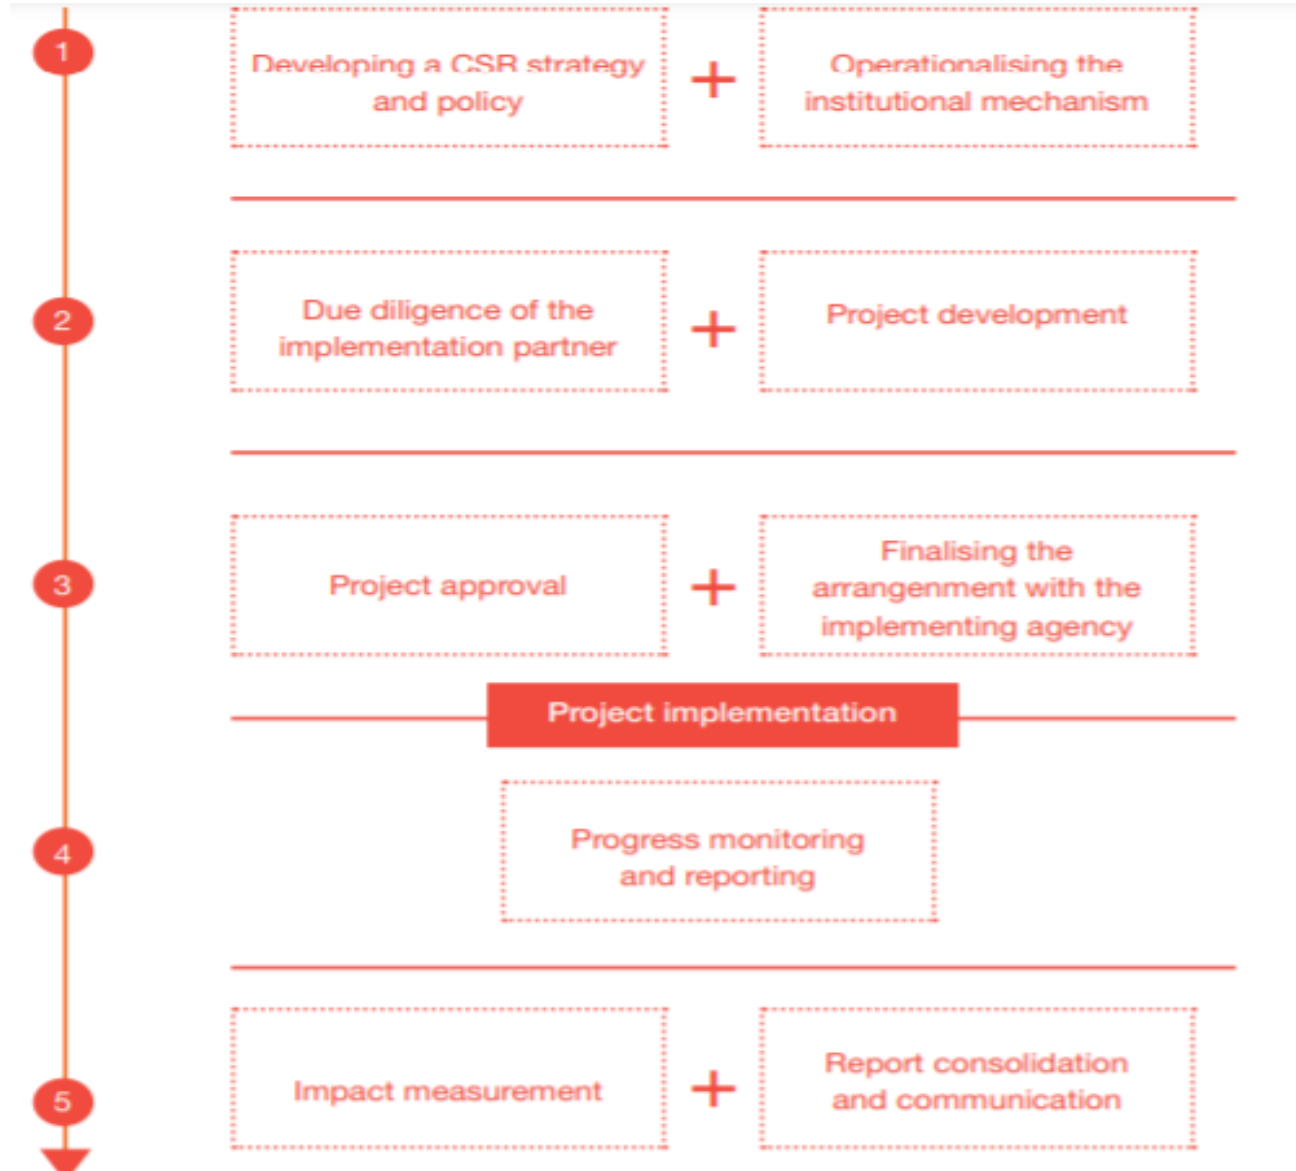 1
Developing a CSR strategy
and policy
+
Operationalising the
institutional mechanism
2
Due diligence of the
implementation partner
+
Project development
3
Project approval
+
Finalising the
arrangenment with the
implementing agency
Project implementation
4
Progress monitoring
and reporting
5
Impact measurement
+
Report consolidation
and communication